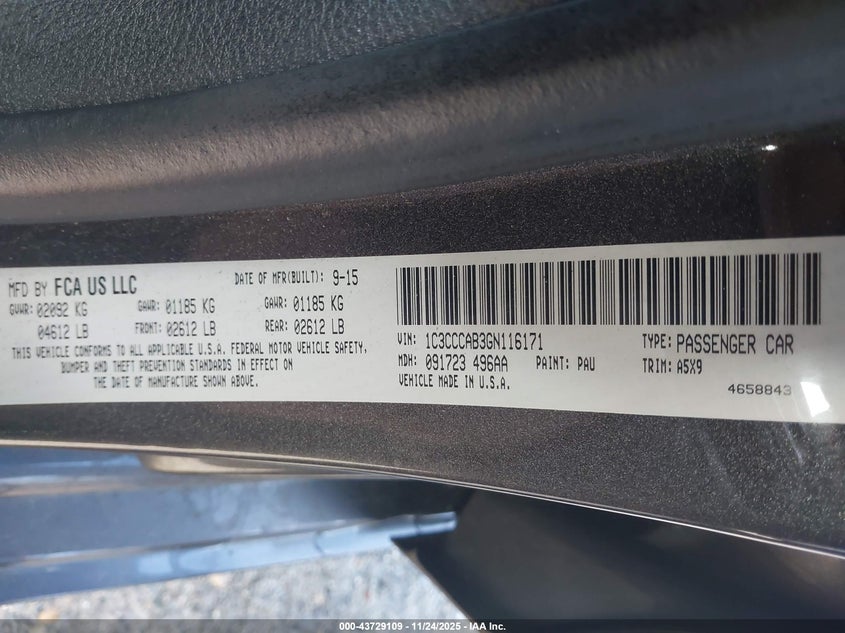 MFD BY FCA US LLC
DATE OF MFR(BUILT): 9-15
GVWR: 02092 KG GAWR: 01185 KG GAWR: 01185 KG
04612 LB FRONT: 02612 LB REAR: 02612 LB
THIS VEHICLE CONFORMS TO ALL APPLICABLE U.S.A. FEDERAL MOTOR VEHICLE SAFETY,
BUMPER AND THEFT PREVENTION STANDARDS IN EFFECT ON
THE DATE OF MANUFACTURE SHOWN ABOVE.
VIN: 1C3CCCAB3GN116171 TYPE: PASSENGER CAR
MDH: 091723 496AA PAINT: PAU TRIM: A5X9
VEHICLE MADE IN U.S.A.
4658843
000-43729109 - 11/24/2025 - IAA Inc.